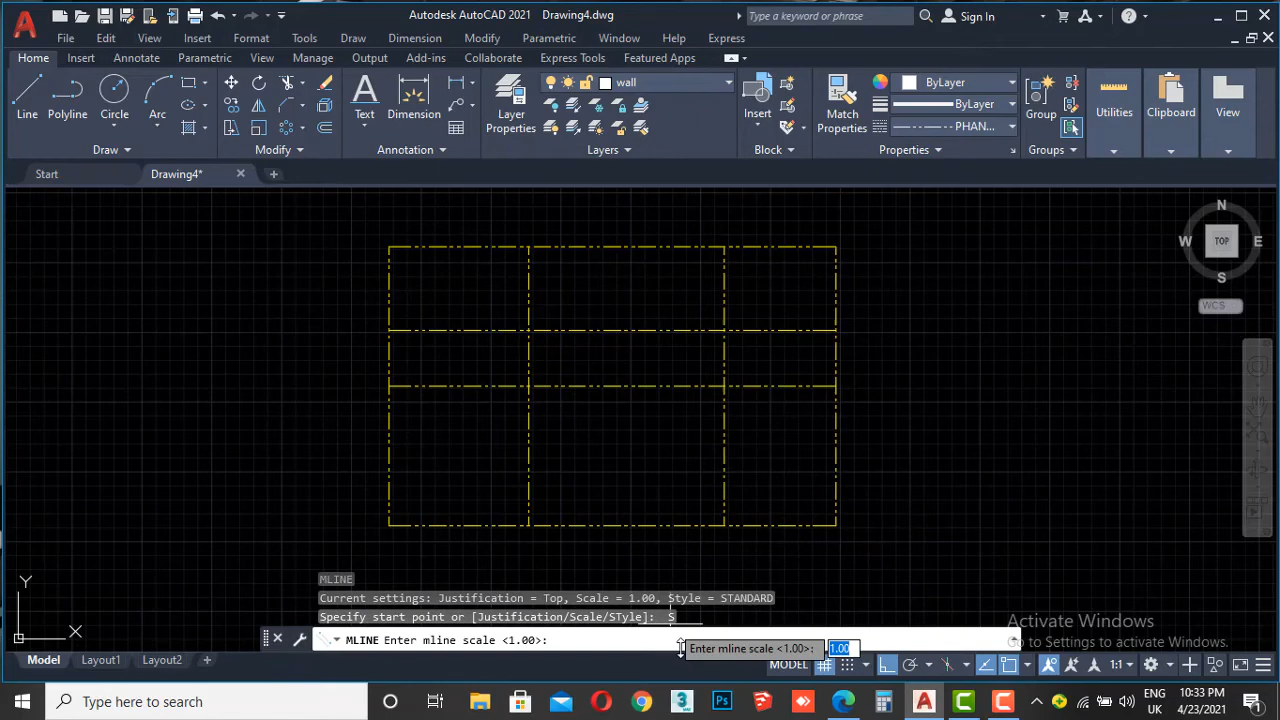 Autodesk AutoCAD 2021 Drawing4.dwg
Type a keyword or phrase
Sign In
File Edit View Insert Format Tools Draw Dimension Modify Parametric Window Help Express
Home Insert Annotate Parametric View Manage Output Add-ins Collaborate Express Tools Featured Apps
Line Polyline Circle Arc
Text Dimension
Layer Properties
wall
Insert
Match Properties
ByLayer
ByLayer
PHAN...
Group
Utilities
Clipboard
View
Draw Modify Annotation Layers Block Properties Groups
Start
Drawing4*
N
W TOP E
S
WCS
Y
X
MLINE
Current settings: Justification = Top, Scale = 1.00, Style = STANDARD
Specify start point or [Justification/Scale/STyle]: S
MLINE Enter mline scale <1.00>:
Enter mline scale <1.00>: 1.00
Activate Windows
Go to Settings to activate Windows.
Model Layout1 Layout2
MODEL
1:1
Type here to search
3
Ps
A
C
C
ENG
UK
10:33 PM
4/23/2021
1